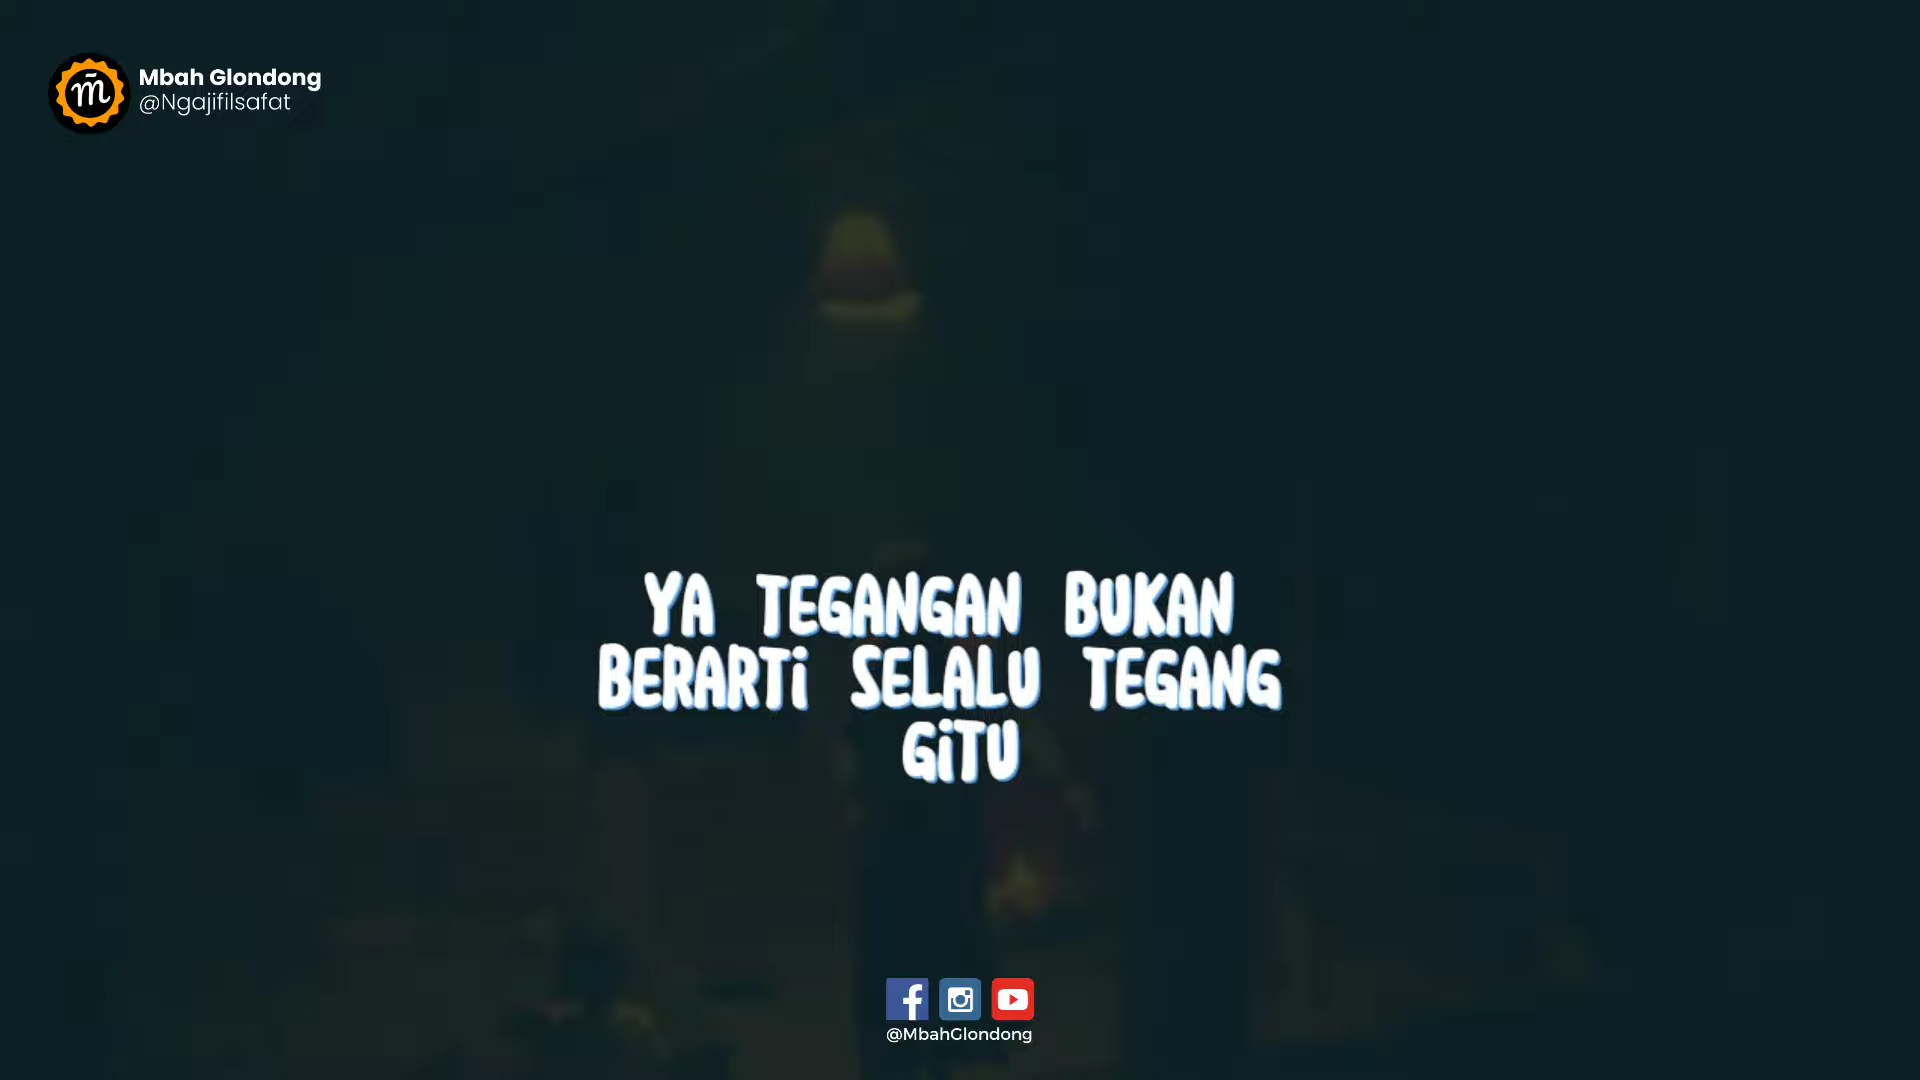 Mbah Glondong
@Ngajifilsafat
YA TEGANGAN BUKAN
BERARTi SELALU TEGANG
GiTU
@MbahGlondong